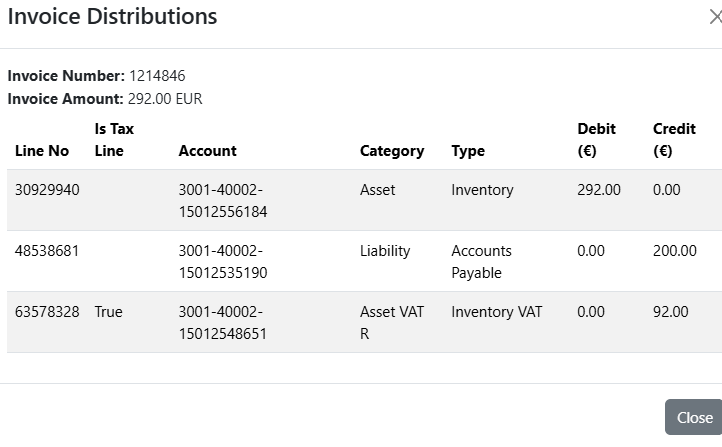 Invoice Distributions
Invoice Number: 1214846
Invoice Amount: 292.00 EUR
Line No Is Tax Line Account Category Type Debit (€) Credit (€)
30929940 3001-40002-15012556184 Asset Inventory 292.00 0.00
48538681 3001-40002-15012535190 Liability Accounts Payable 0.00 200.00
63578328 True 3001-40002-15012548651 Asset VAT R Inventory VAT 0.00 92.00
Close